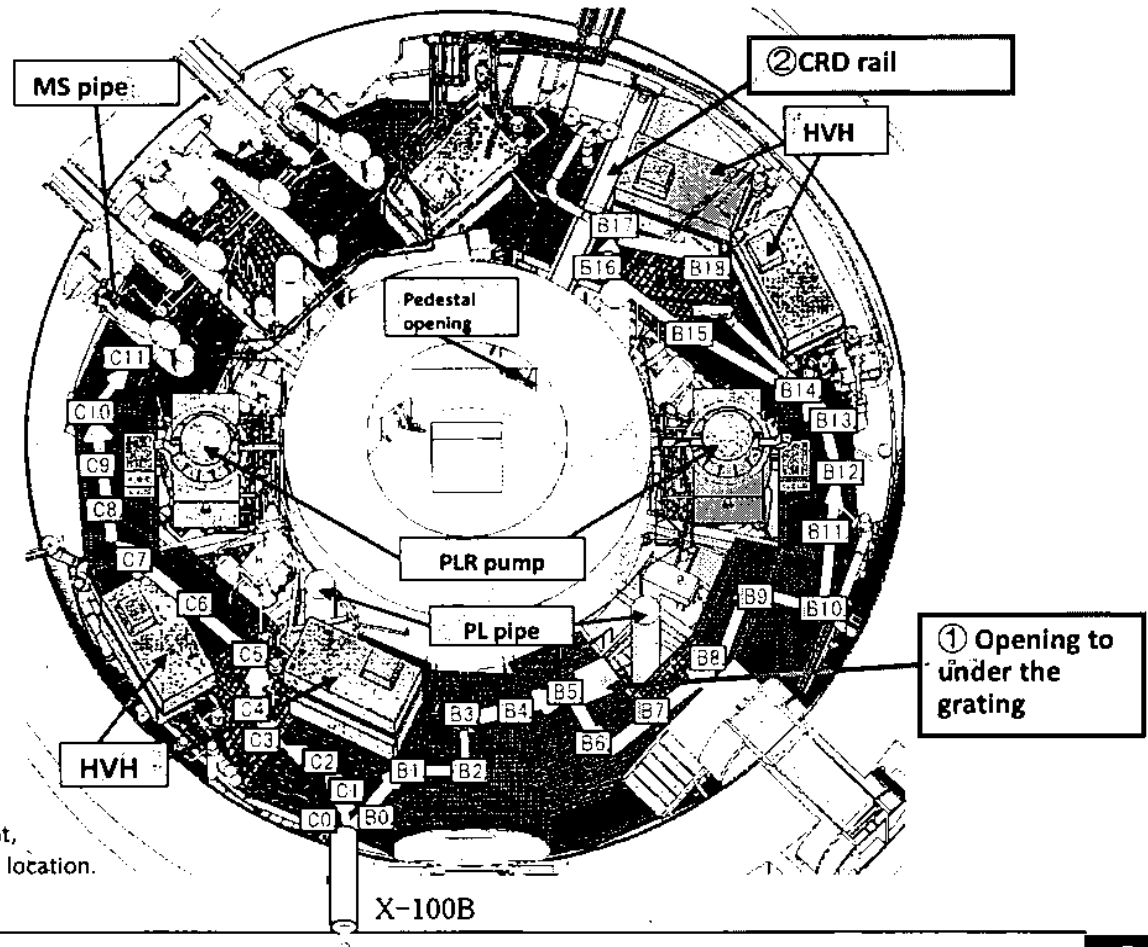 ②CRD rail
MS pipe
HVH
B17
B16
B18
Pedestal
opening
B15
C11
B14
C10
B13
C9
B12
C8
B11
PLR pump
C7
B9
C6
B10
PL pipe
① Opening to
under the
grating
C5
B8
B5
C4
B3
B4
B7
C3
B6
HVH
C2
B1
B2
C1
C0
B0
location.
X-100B